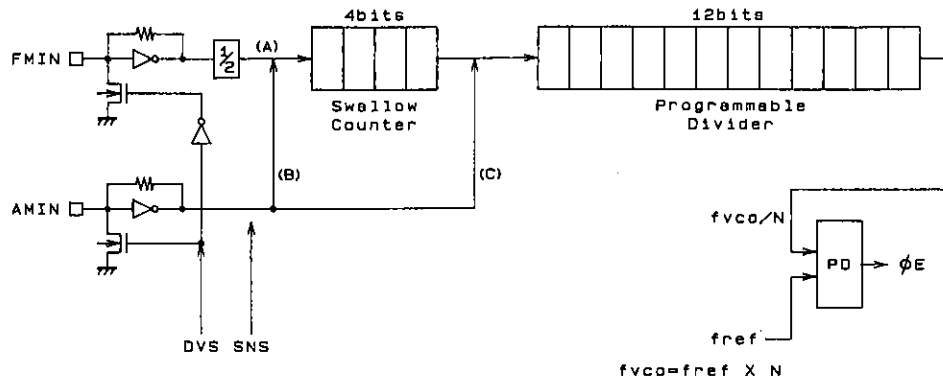 4bits
12bits
FMIN
1/2
(A)
Swallow
Counter
Programmable
Divider
(B)
(C)
AMIN
fvco/N
PD
φE
DVS SNS
fref
fvco=fref X N